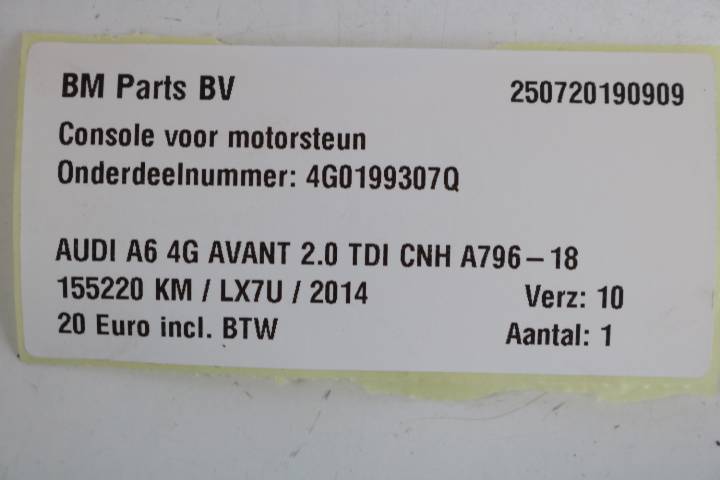 BM Parts BV 250720190909
Console voor motorsteun
Onderdeelnummer: 4G0199307Q
AUDI A6 4G AVANT 2.0 TDI CNH A796-18
155220 KM / LX7U / 2014 Verz: 10
20 Euro incl. BTW Aantal: 1